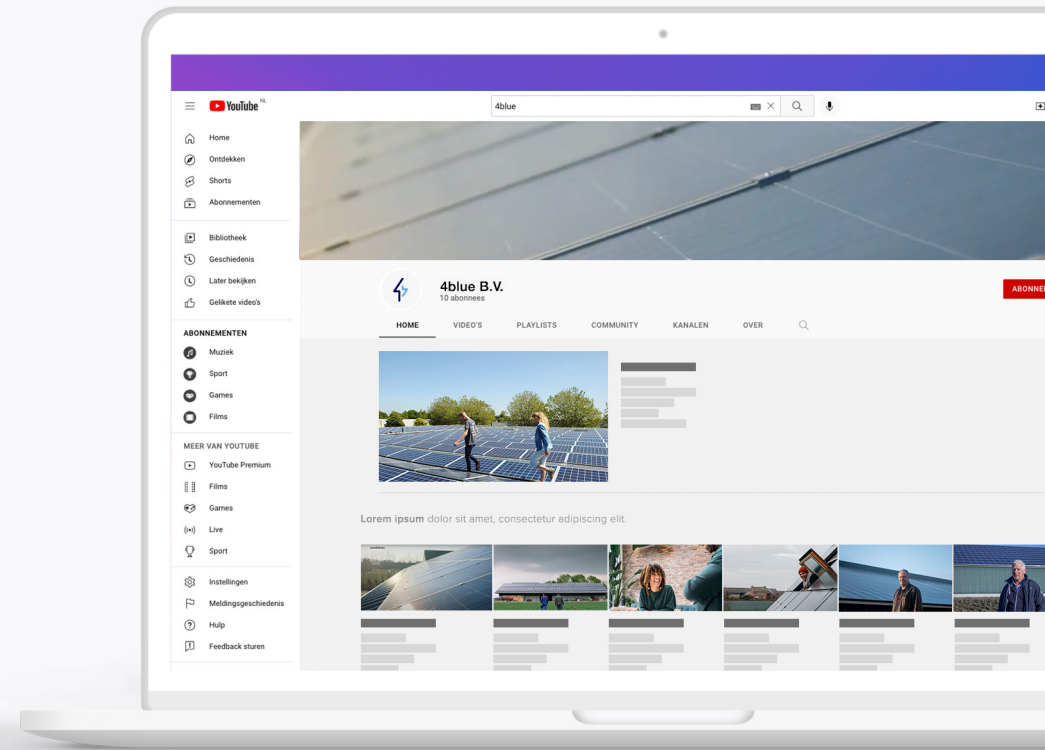 YouTube NL
4blue
Home
Ontdekken
Shorts
Abonnementen
Bibliotheek
Geschiedenis
Later bekijken
Gelikete video's
ABONNEMENTEN
Muziek
Sport
Games
Films
MEER VAN YOUTUBE
YouTube Premium
Films
Games
Live
Sport
Instellingen
Meldingsgeschiedenis
Hulp
Feedback sturen
4blue B.V.
10 abonnees
HOME VIDEO'S PLAYLISTS COMMUNITY KANALEN OVER
Lorem ipsum dolor sit amet, consectetur adipiscing elit.